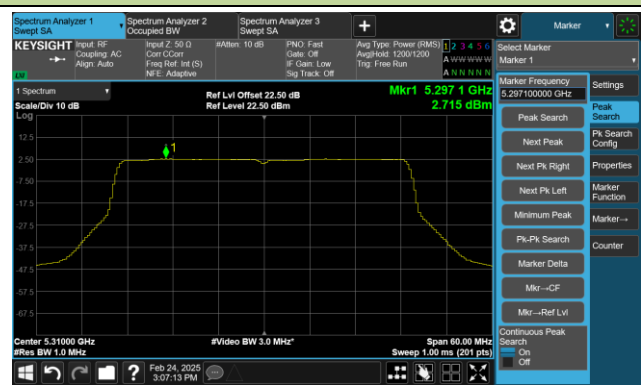 Spectrum Analyzer 1
Swept SA
Spectrum Analyzer 2
Occupied BW
Spectrum Analyzer 3
Swept SA
Marker
KEYSIGHT
Input: RF
Coupling: AC
Align: Auto
Input Z: 50 Ω
Corr CCorr
Freq Ref: Int (S)
NFE: Adaptive
#Atten: 10 dB
PNO: Fast
Gate: Off
IF Gain: Low
Sig Track: Off
Avg Type: Power (RMS)
Avg|Hold: 1200/1200
Trig: Free Run
1 2 3 4 5 6
A W W W W W
A N N N N N
LW
Select Marker
Marker 1
1 Spectrum
Scale/Div 10 dB
Log
Ref Lvl Offset 22.50 dB
Ref Level 22.50 dBm
Mkr1 5.297 1 GHz
2.715 dBm
1
12.5
2.50
-7.50
-17.5
-27.5
-37.5
-47.5
-57.5
-67.5
Center 5.31000 GHz
#Res BW 1.0 MHz
#Video BW 3.0 MHz*
Span 60.00 MHz
Sweep 1.00 ms (201 pts)
Marker Frequency
5.297100000 GHz
Peak Search
Next Peak
Next Pk Right
Next Pk Left
Minimum Peak
Pk-Pk Search
Marker Delta
Mkr→CF
Mkr→Ref Lvl
Continuous Peak
Search
On
Off
Settings
Peak
Search
Pk Search
Config
Properties
Marker
Function
Marker→
Counter
?
Feb 24, 2025
3:07:13 PM